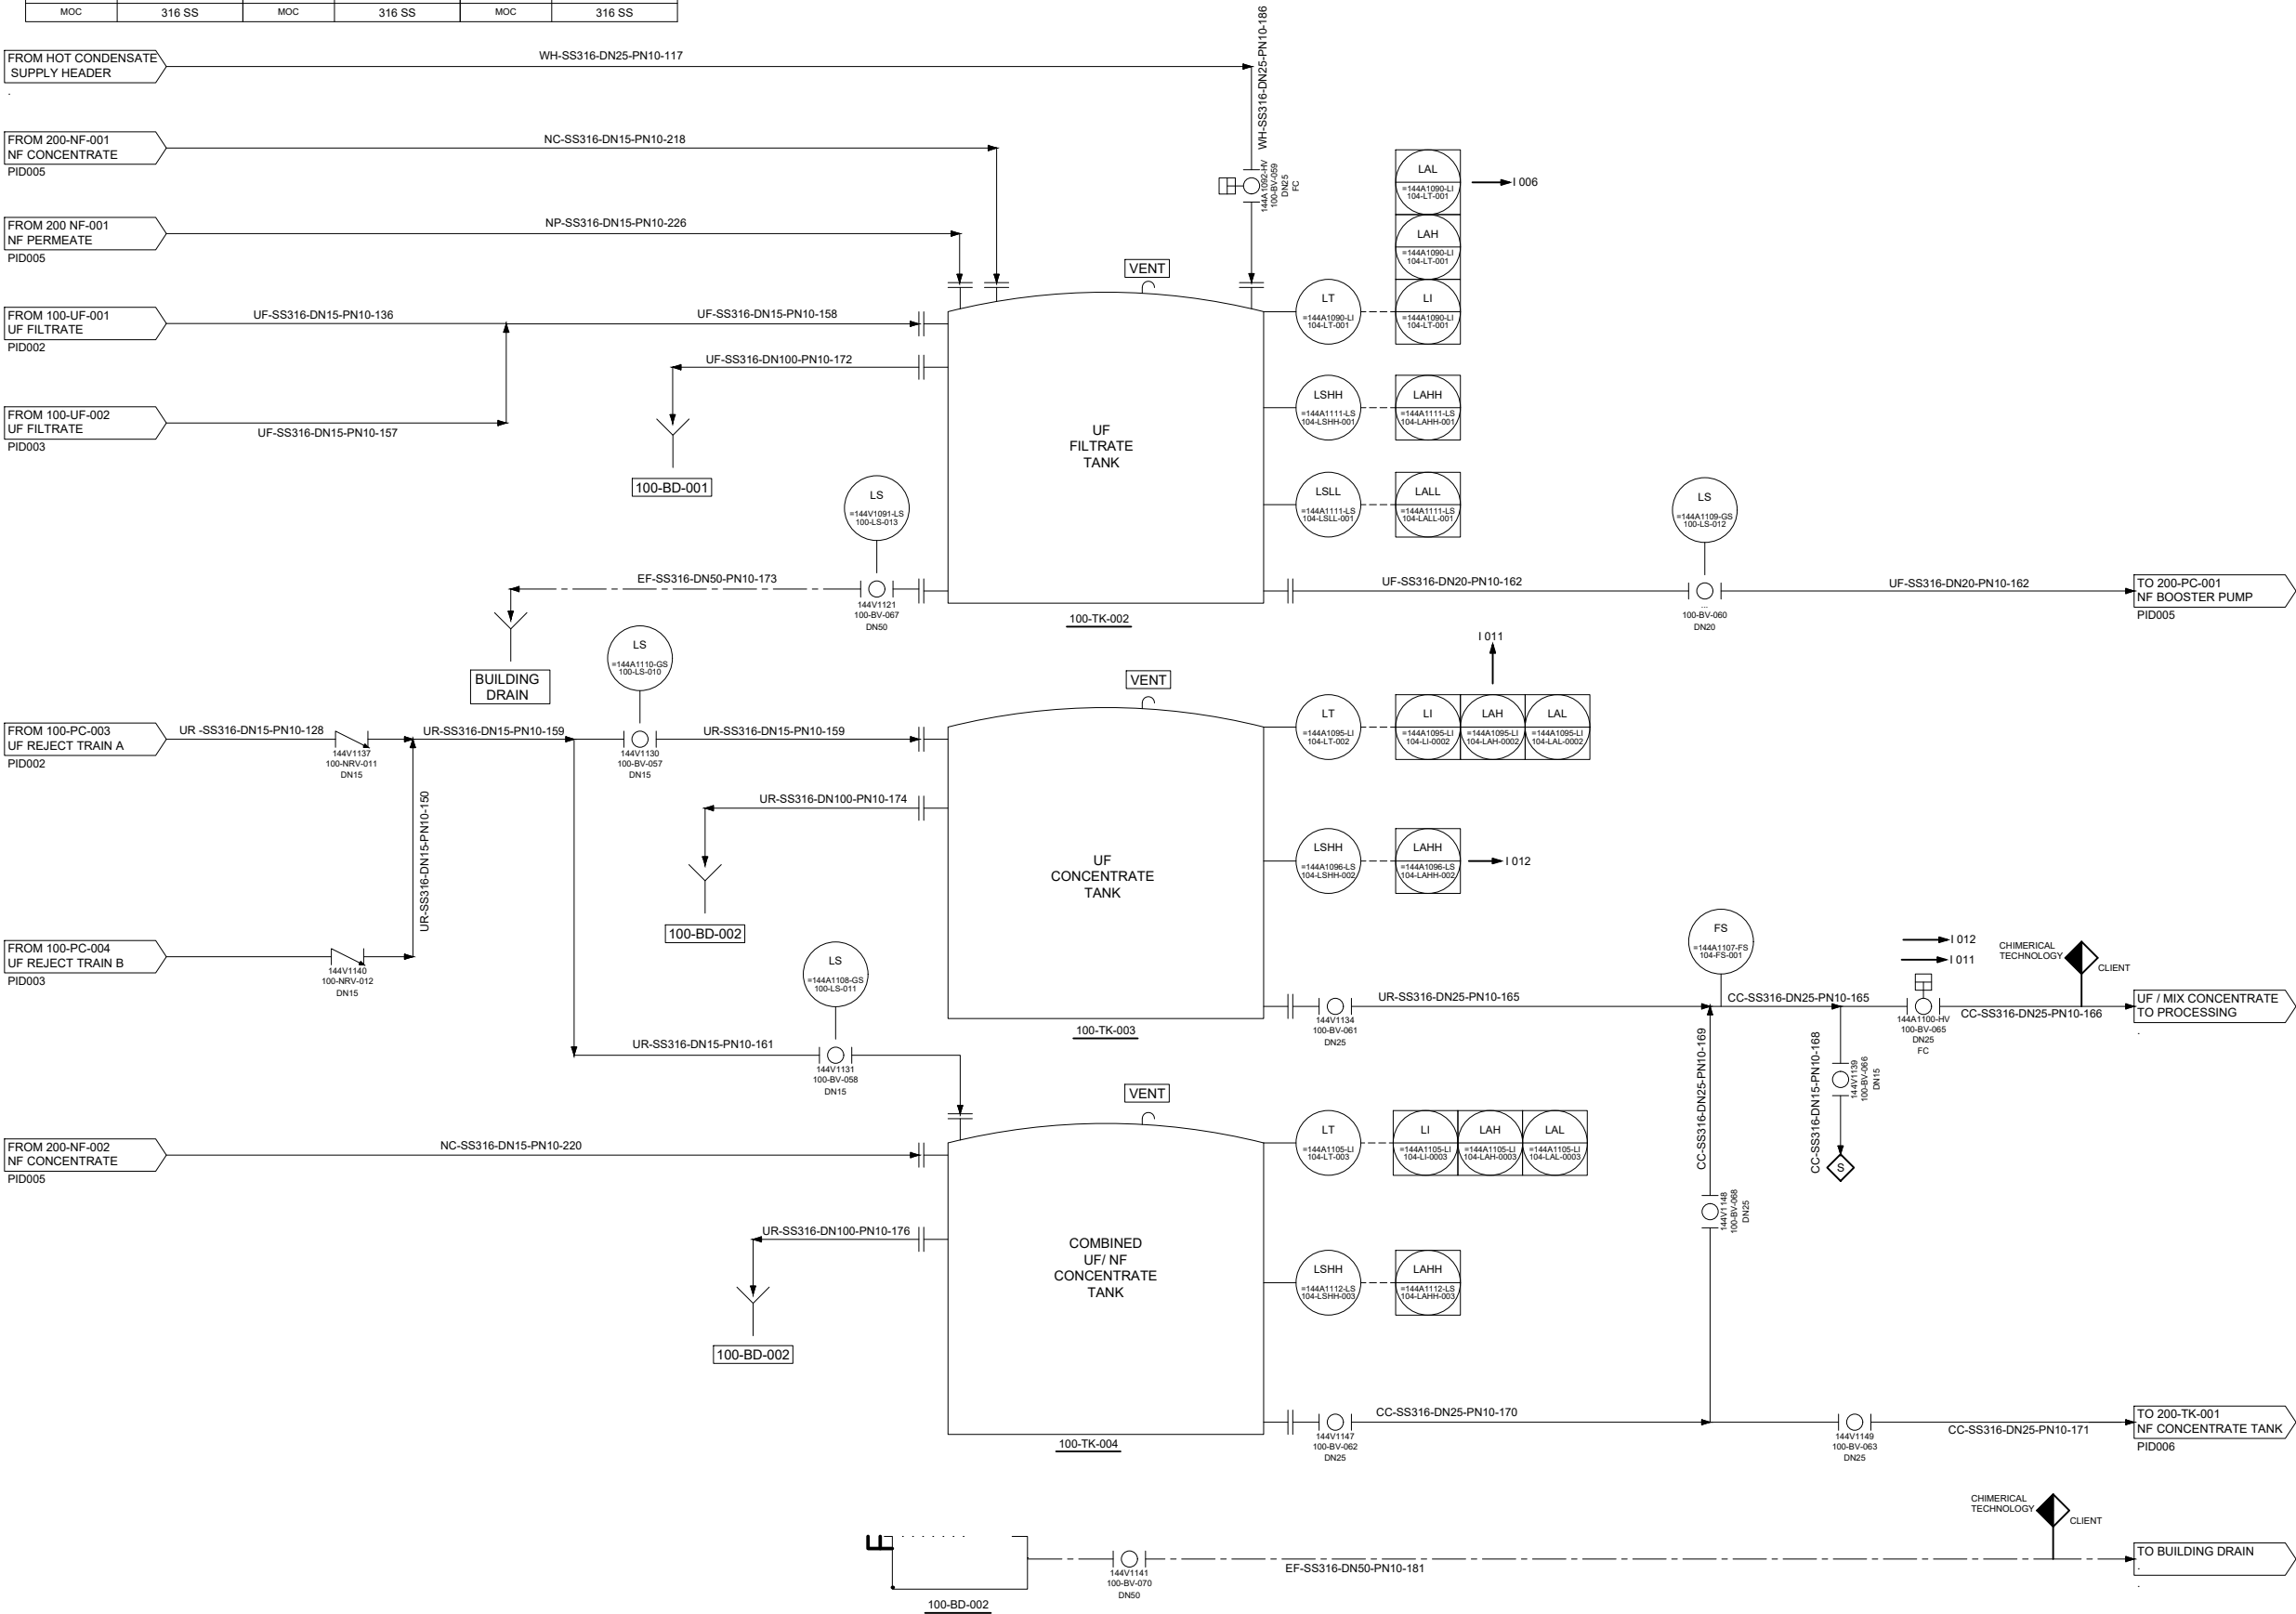 MOC 316 SS MOC 316 SS MOC 316 SS
FROM HOT CONDENSATE
SUPPLY HEADER
.
WH-SS316-DN25-PN10-117
WH-SS316-DN25-PN10-186
FROM 200-NF-001
NF CONCENTRATE
PID005
NC-SS316-DN15-PN10-218
144A1092-HV
100-BV-059
DN25
FC
LAL
=144A1090-LI
104-LT-001
I 006
LAH
=144A1090-LI
104-LT-001
FROM 200 NF-001
NF PERMEATE
PID005
NP-SS316-DN15-PN10-226
VENT
LT
=144A1090-LI
104-LT-001
LI
=144A1090-LI
104-LT-001
FROM 100-UF-001
UF FILTRATE
PID002
UF-SS316-DN15-PN10-136
UF-SS316-DN15-PN10-158
UF-SS316-DN100-PN10-172
LSHH
=144A1111-LS
104-LSHH-001
LAHH
=144A1111-LS
104-LAHH-001
FROM 100-UF-002
UF FILTRATE
PID003
UF-SS316-DN15-PN10-157
UF
FILTRATE
TANK
100-BD-001
LS
=144V1091-LS
100-LS-013
LSLL
=144A1111-LS
104-LSLL-001
LALL
=144A1111-LS
104-LALL-001
LS
=144A1109-GS
100-LS-012
EF-SS316-DN50-PN10-173
144V1121
100-BV-067
DN50
100-TK-002
UF-SS316-DN20-PN10-162
...
100-BV-060
DN20
UF-SS316-DN20-PN10-162
TO 200-PC-001
NF BOOSTER PUMP
PID005
BUILDING
DRAIN
LS
=144A1110-GS
100-LS-010
VENT
I 011
FROM 100-PC-003
UF REJECT TRAIN A
PID002
UR -SS316-DN15-PN10-128
144V1137
100-NRV-011
DN15
UR-SS316-DN15-PN10-159
144V1130
100-BV-057
DN15
UR-SS316-DN15-PN10-159
LT
=144A1095-LI
104-LT-002
LI
=144A1095-LI
104-LI-0002
LAH
=144A1095-LI
104-LAH-0002
LAL
=144A1095-LI
104-LAL-0002
UR-SS316-DN15-PN10-150
UR-SS316-DN100-PN10-174
UF
CONCENTRATE
TANK
LSHH
=144A1096-LS
104-LSHH-002
LAHH
=144A1096-LS
104-LAHH-002
I 012
100-BD-002
FROM 100-PC-004
UF REJECT TRAIN B
PID003
144V1140
100-NRV-012
DN15
LS
=144A1108-GS
100-LS-011
FS
=144A1107-FS
104-FS-001
I 012
I 011
CHIMERICAL
TECHNOLOGY
CLIENT
100-TK-003
144V1134
100-BV-061
DN25
UR-SS316-DN25-PN10-165
CC-SS316-DN25-PN10-165
144A1100-HV
100-BV-065
DN25
FC
CC-SS316-DN25-PN10-166
UF / MIX CONCENTRATE
TO PROCESSING
.
UR-SS316-DN15-PN10-161
144V1131
100-BV-058
DN15
CC-SS316-DN25-PN10-169
CC-SS316-DN15-PN10-168
144V1139
100-BV-066
DN15
S
VENT
FROM 200-NF-002
NF CONCENTRATE
PID005
NC-SS316-DN15-PN10-220
LT
=144A1105-LI
104-LT-003
LI
=144A1105-LI
104-LI-0003
LAH
=144A1105-LI
104-LAH-0003
LAL
=144A1105-LI
104-LAL-0003
144V1148
100-BV-068
DN25
UR-SS316-DN100-PN10-176
COMBINED
UF/ NF
CONCENTRATE
TANK
LSHH
=144A1112-LS
104-LSHH-003
LAHH
=144A1112-LS
104-LAHH-003
100-BD-002
100-TK-004
144V1147
100-BV-062
DN25
CC-SS316-DN25-PN10-170
144V1149
100-BV-063
DN25
CC-SS316-DN25-PN10-171
TO 200-TK-001
NF CONCENTRATE TANK
PID006
CHIMERICAL
TECHNOLOGY
CLIENT
100-BD-002
144V1141
100-BV-070
DN50
EF-SS316-DN50-PN10-181
TO BUILDING DRAIN
.
.